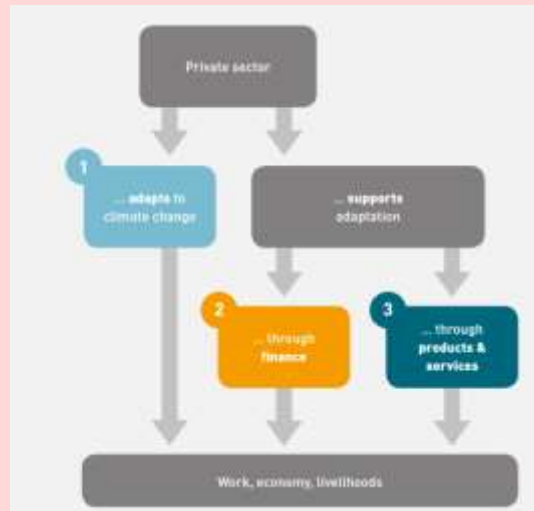 Private sector
1
... adapts to
climate change
... supports
adaptation
2
... through
finance
3
... through
products &
services
Work, economy, livelihoods